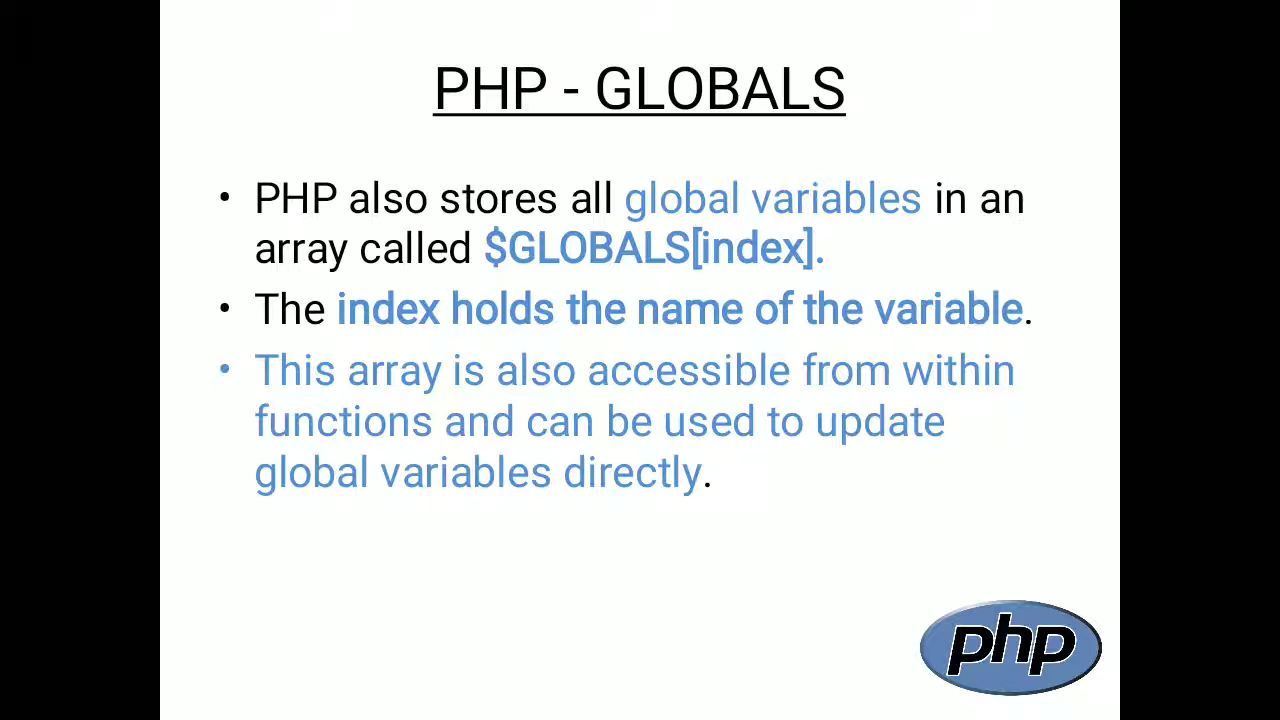 PHP - GLOBALS
• PHP also stores all global variables in an
array called $GLOBALS[index].
• The index holds the name of the variable.
• This array is also accessible from within
functions and can be used to update
global variables directly.
php